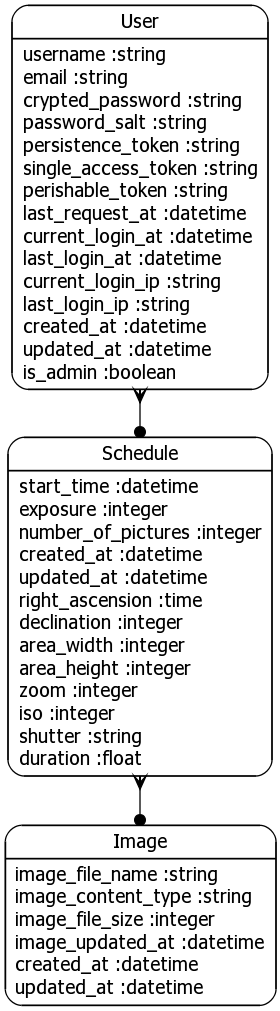 User
username :string
email :string
crypted_password :string
password_salt :string
persistence_token :string
single_access_token :string
perishable_token :string
last_request_at :datetime
current_login_at :datetime
last_login_at :datetime
current_login_ip :string
last_login_ip :string
created_at :datetime
updated_at :datetime
is_admin :boolean
Schedule
start_time :datetime
exposure :integer
number_of_pictures :integer
created_at :datetime
updated_at :datetime
right_ascension :time
declination :integer
area_width :integer
area_height :integer
zoom :integer
iso :integer
shutter :string
duration :float
Image
image_file_name :string
image_content_type :string
image_file_size :integer
image_updated_at :datetime
created_at :datetime
updated_at :datetime